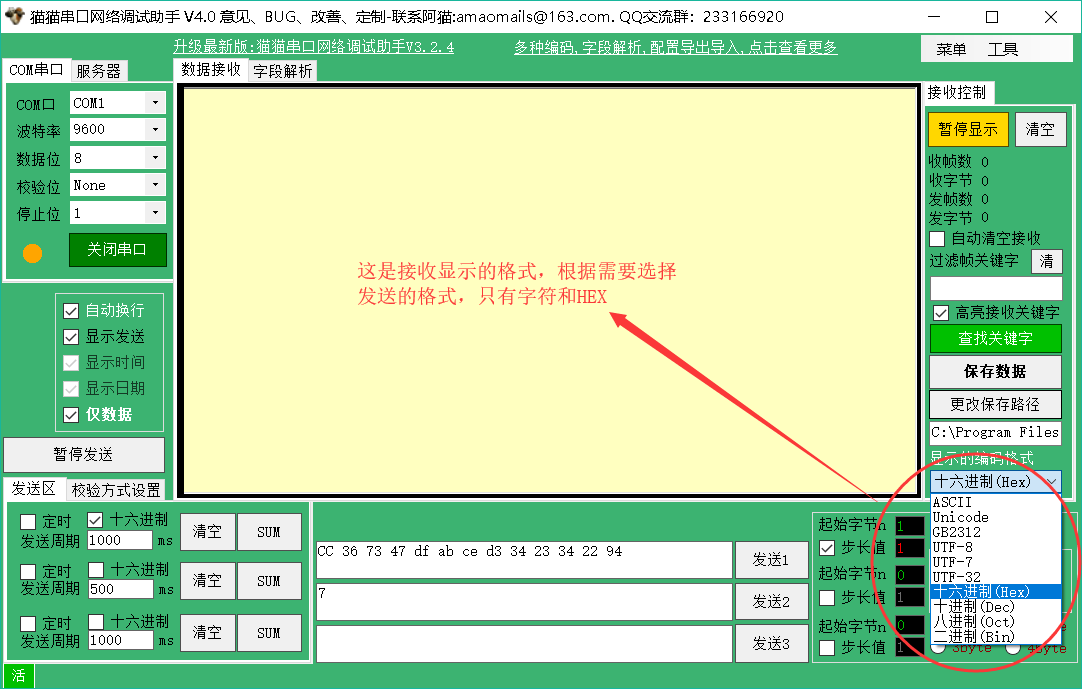 猫猫串口网络调试助手 V4.0 意见、BUG、改善、定制-联系阿猫:amaomails@163.com. QQ交流群：233166920
升级最新版:猫猫串口网络调试助手V3.2.4
多种编码,字段解析,配置导出导入,点击查看更多
菜单 工具
COM串口 服务器
数据接收 字段解析
COM口 COM1
波特率 9600
数据位 8
校验位 None
停止位 1
关闭串口
自动换行
显示发送
显示时间
显示日期
仅数据
暂停发送
这是接收显示的格式，根据需要选择
发送的格式，只有字符和HEX
接收控制
暂停显示 清空
收帧数 0
收字节 0
发帧数 0
发字节 0
自动清空接收
过滤帧关键字 清
高亮接收关键字
查找关键字
保存数据
更改保存路径
C:\Program Files
显示的编码格式
十六进制(Hex)
ASCII
Unicode
GB2312
UTF-8
UTF-7
UTF-32
十六进制(Hex)
十进制(Dec)
八进制(Oct)
二进制(Bin)
发送区 校验方式设置
定时 十六进制
发送周期 1000 ms
清空 SUM
定时 十六进制
发送周期 500 ms
清空 SUM
定时 十六进制
发送周期 1000 ms
清空 SUM
CC 36 73 47 df ab ce d3 34 23 34 22 94
发送1
7
发送2
发送3
起始字节n 1
步长值 1
起始字节n 0
步长值 1
起始字节n 0
步长值 1
3byte 4byte
活